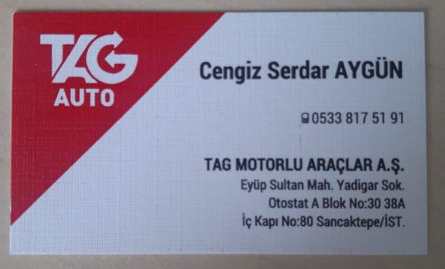 TAG
AUTO
Cengiz Serdar AYGÜN
0533 817 51 91
TAG MOTORLU ARAÇLAR A.Ş.
Eyüp Sultan Mah. Yadigar Sok.
Otostat A Blok No:30 38A
İç Kapı No:80 Sancaktepe/İST.